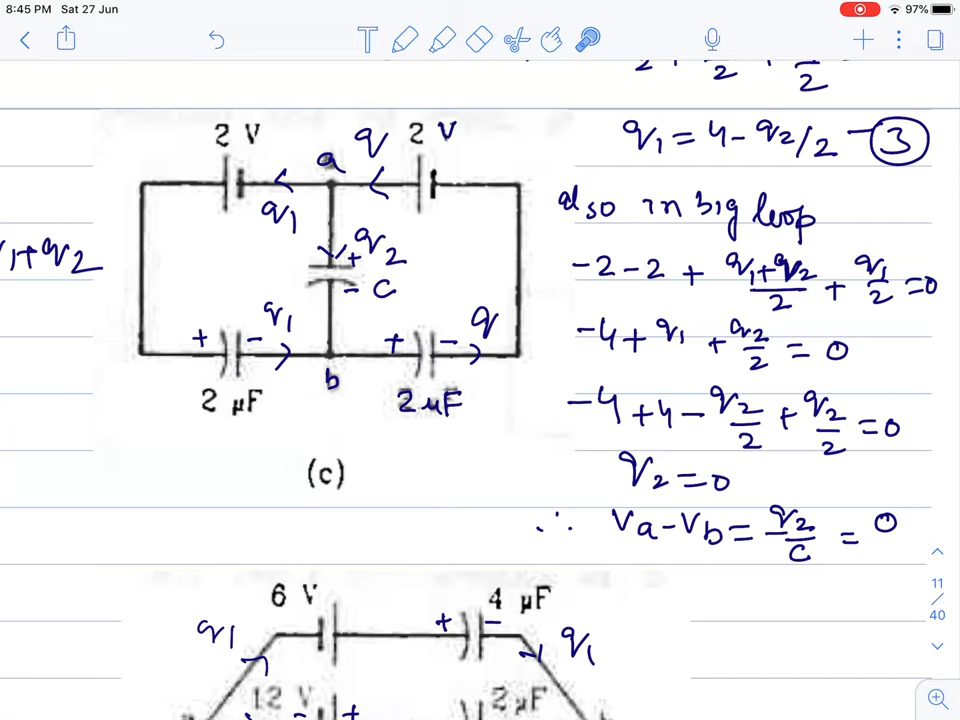 8:45 PM Sat 27 Jun
97%
T
2 2
2
q1 = 4 - q2/2 - ③
2 V
a
q
2 V
q1
also in big loop
q1+q2
q2
+
= C
-2 - 2 + q1+q2/2 + q1/2 = 0
q1
q
+ -
+ -
-4 + q1 + q2/2 = 0
2 μF
b
2 μF
-4 + 4 - q2/2 + q2/2 = 0
(c)
q2 = 0
∴ Va - Vb = q2/C = 0
11
/
40
6 V
4 μF
q1
+ -
q1
12 V
2 μF
- +